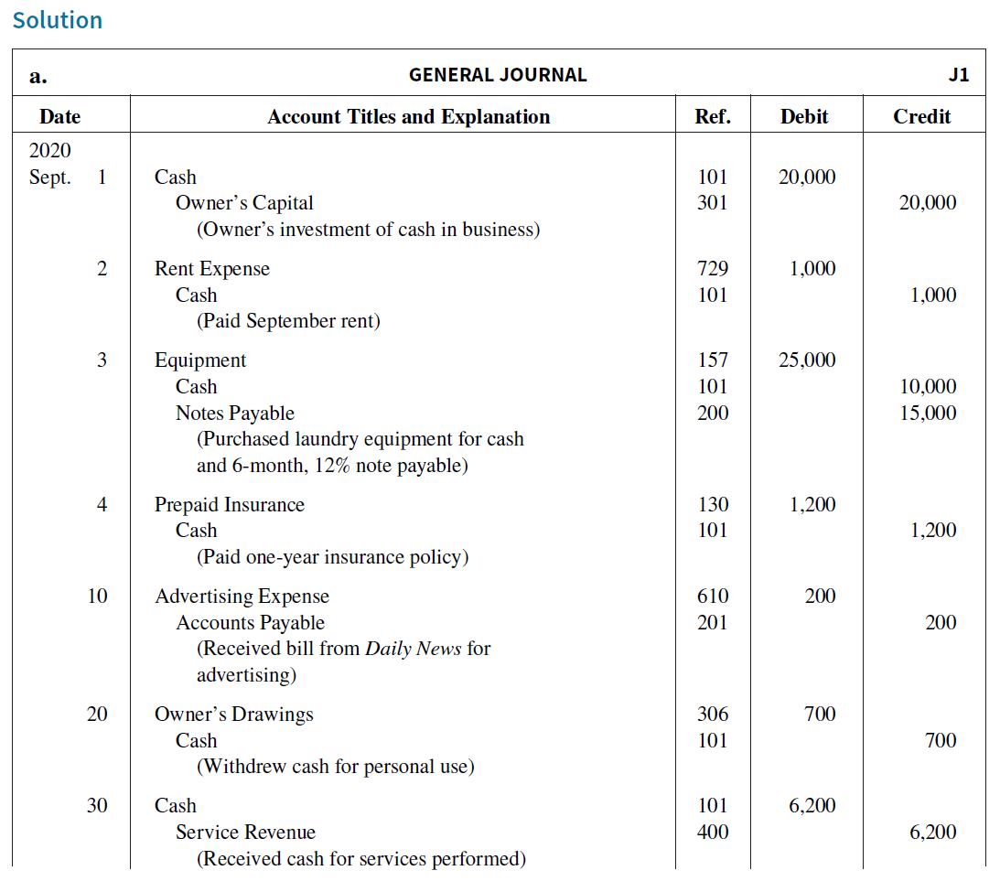 Solution
a. GENERAL JOURNAL J1
Date Account Titles and Explanation Ref. Debit Credit
2020
Sept. 1 Cash 101 20,000
Owner’s Capital 301 20,000
(Owner’s investment of cash in business)
2 Rent Expense 729 1,000
Cash 101 1,000
(Paid September rent)
3 Equipment 157 25,000
Cash 101 10,000
Notes Payable 200 15,000
(Purchased laundry equipment for cash
and 6-month, 12% note payable)
4 Prepaid Insurance 130 1,200
Cash 101 1,200
(Paid one-year insurance policy)
10 Advertising Expense 610 200
Accounts Payable 201 200
(Received bill from Daily News for
advertising)
20 Owner’s Drawings 306 700
Cash 101 700
(Withdrew cash for personal use)
30 Cash 101 6,200
Service Revenue 400 6,200
(Received cash for services performed)